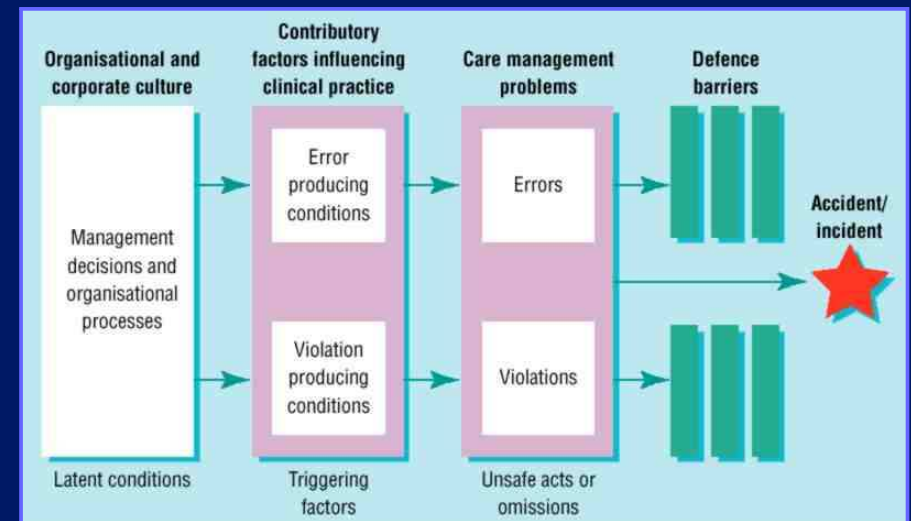 Organisational and
corporate culture
Contributory
factors influencing
clinical practice
Care management
problems
Defence
barriers
Management
decisions and
organisational
processes
Error
producing
conditions
Errors
Violation
producing
conditions
Violations
Accident/
incident
Latent conditions
Triggering
factors
Unsafe acts or
omissions